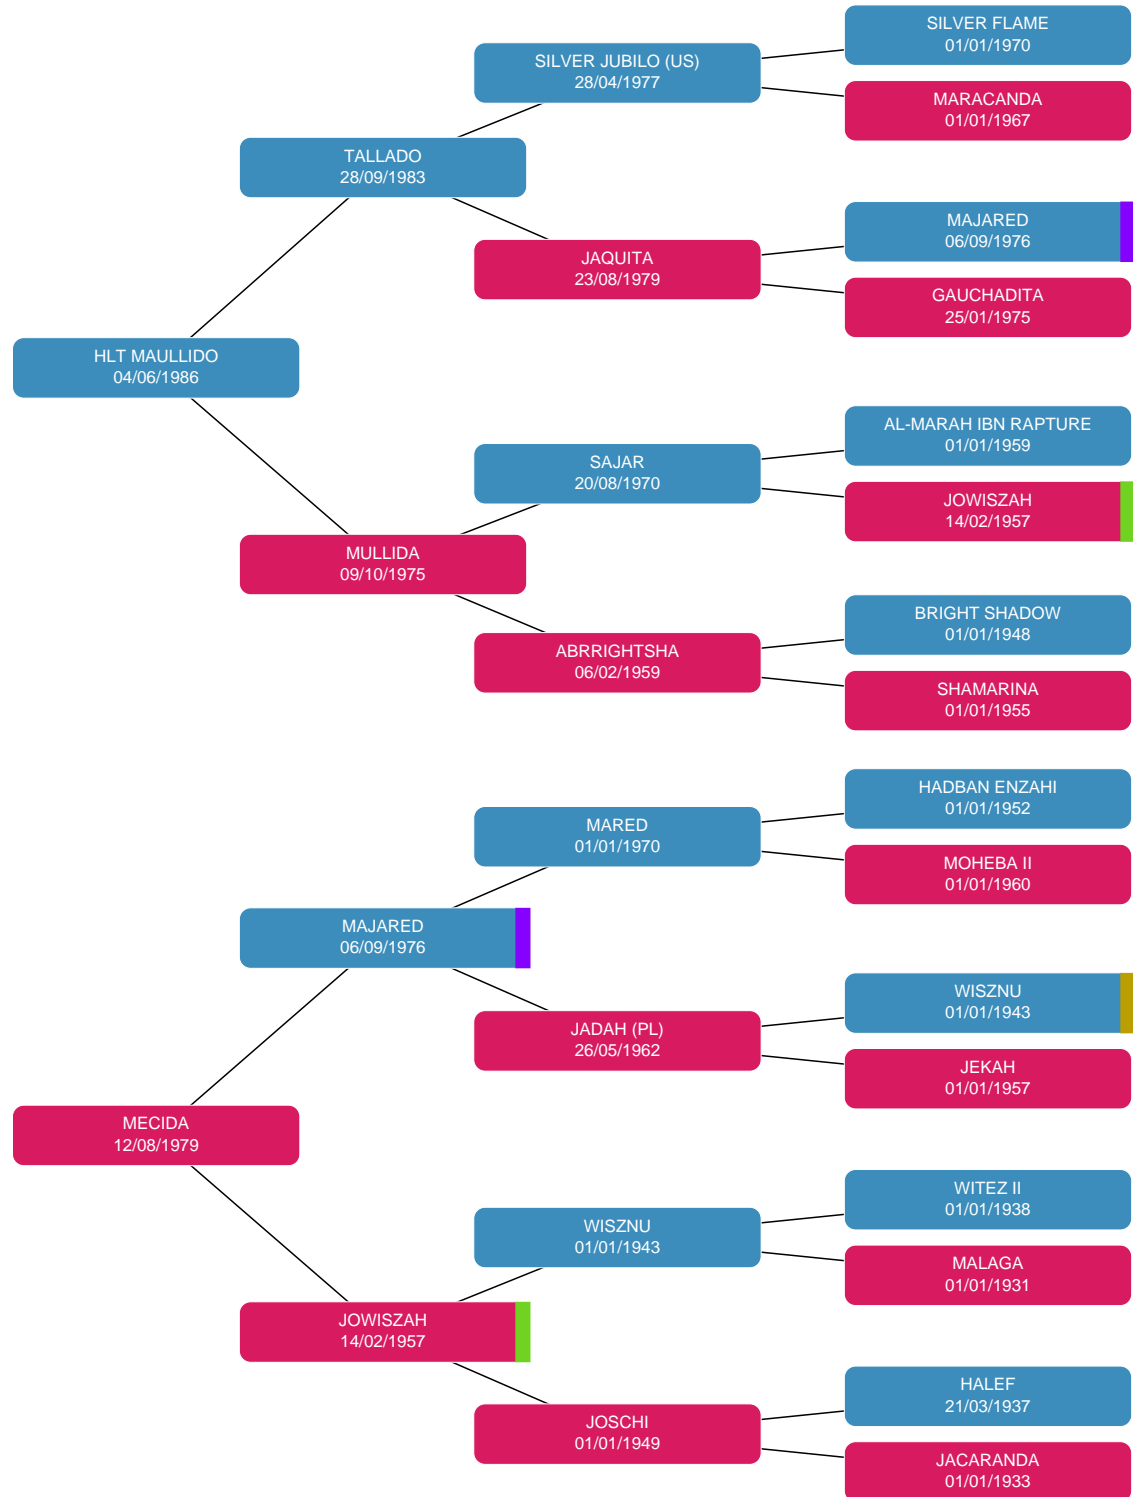 SILVER FLAME
01/01/1970
SILVER JUBILO (US)
28/04/1977
MARACANDA
01/01/1967
TALLADO
28/09/1983
MAJARED
06/09/1976
JAQUITA
23/08/1979
GAUCHADITA
25/01/1975
HLT MAULLIDO
04/06/1986
AL-MARAH IBN RAPTURE
01/01/1959
SAJAR
20/08/1970
JOWISZAH
14/02/1957
MULLIDA
09/10/1975
BRIGHT SHADOW
01/01/1948
ABRRIGHTSHA
06/02/1959
SHAMARINA
01/01/1955
HADBAN ENZAHI
01/01/1952
MARED
01/01/1970
MOHEBA II
01/01/1960
MAJARED
06/09/1976
WISZNU
01/01/1943
JADAH (PL)
26/05/1962
JEKAH
01/01/1957
MECIDA
12/08/1979
WITEZ II
01/01/1938
WISZNU
01/01/1943
MALAGA
01/01/1931
JOWISZAH
14/02/1957
HALEF
21/03/1937
JOSCHI
01/01/1949
JACARANDA
01/01/1933